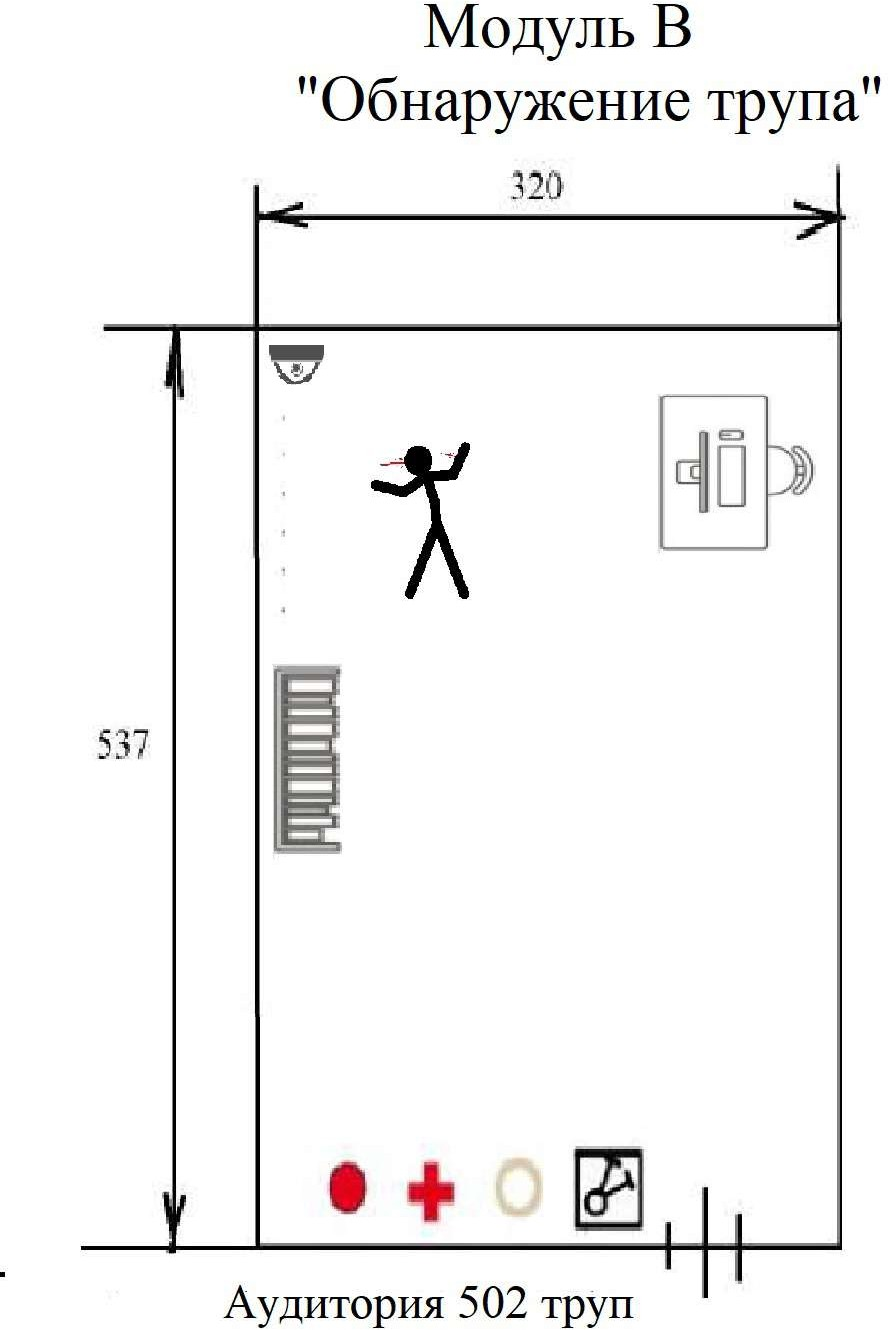 Модуль В
"Обнаружение трупа"
320
537
Аудитория 502 труп